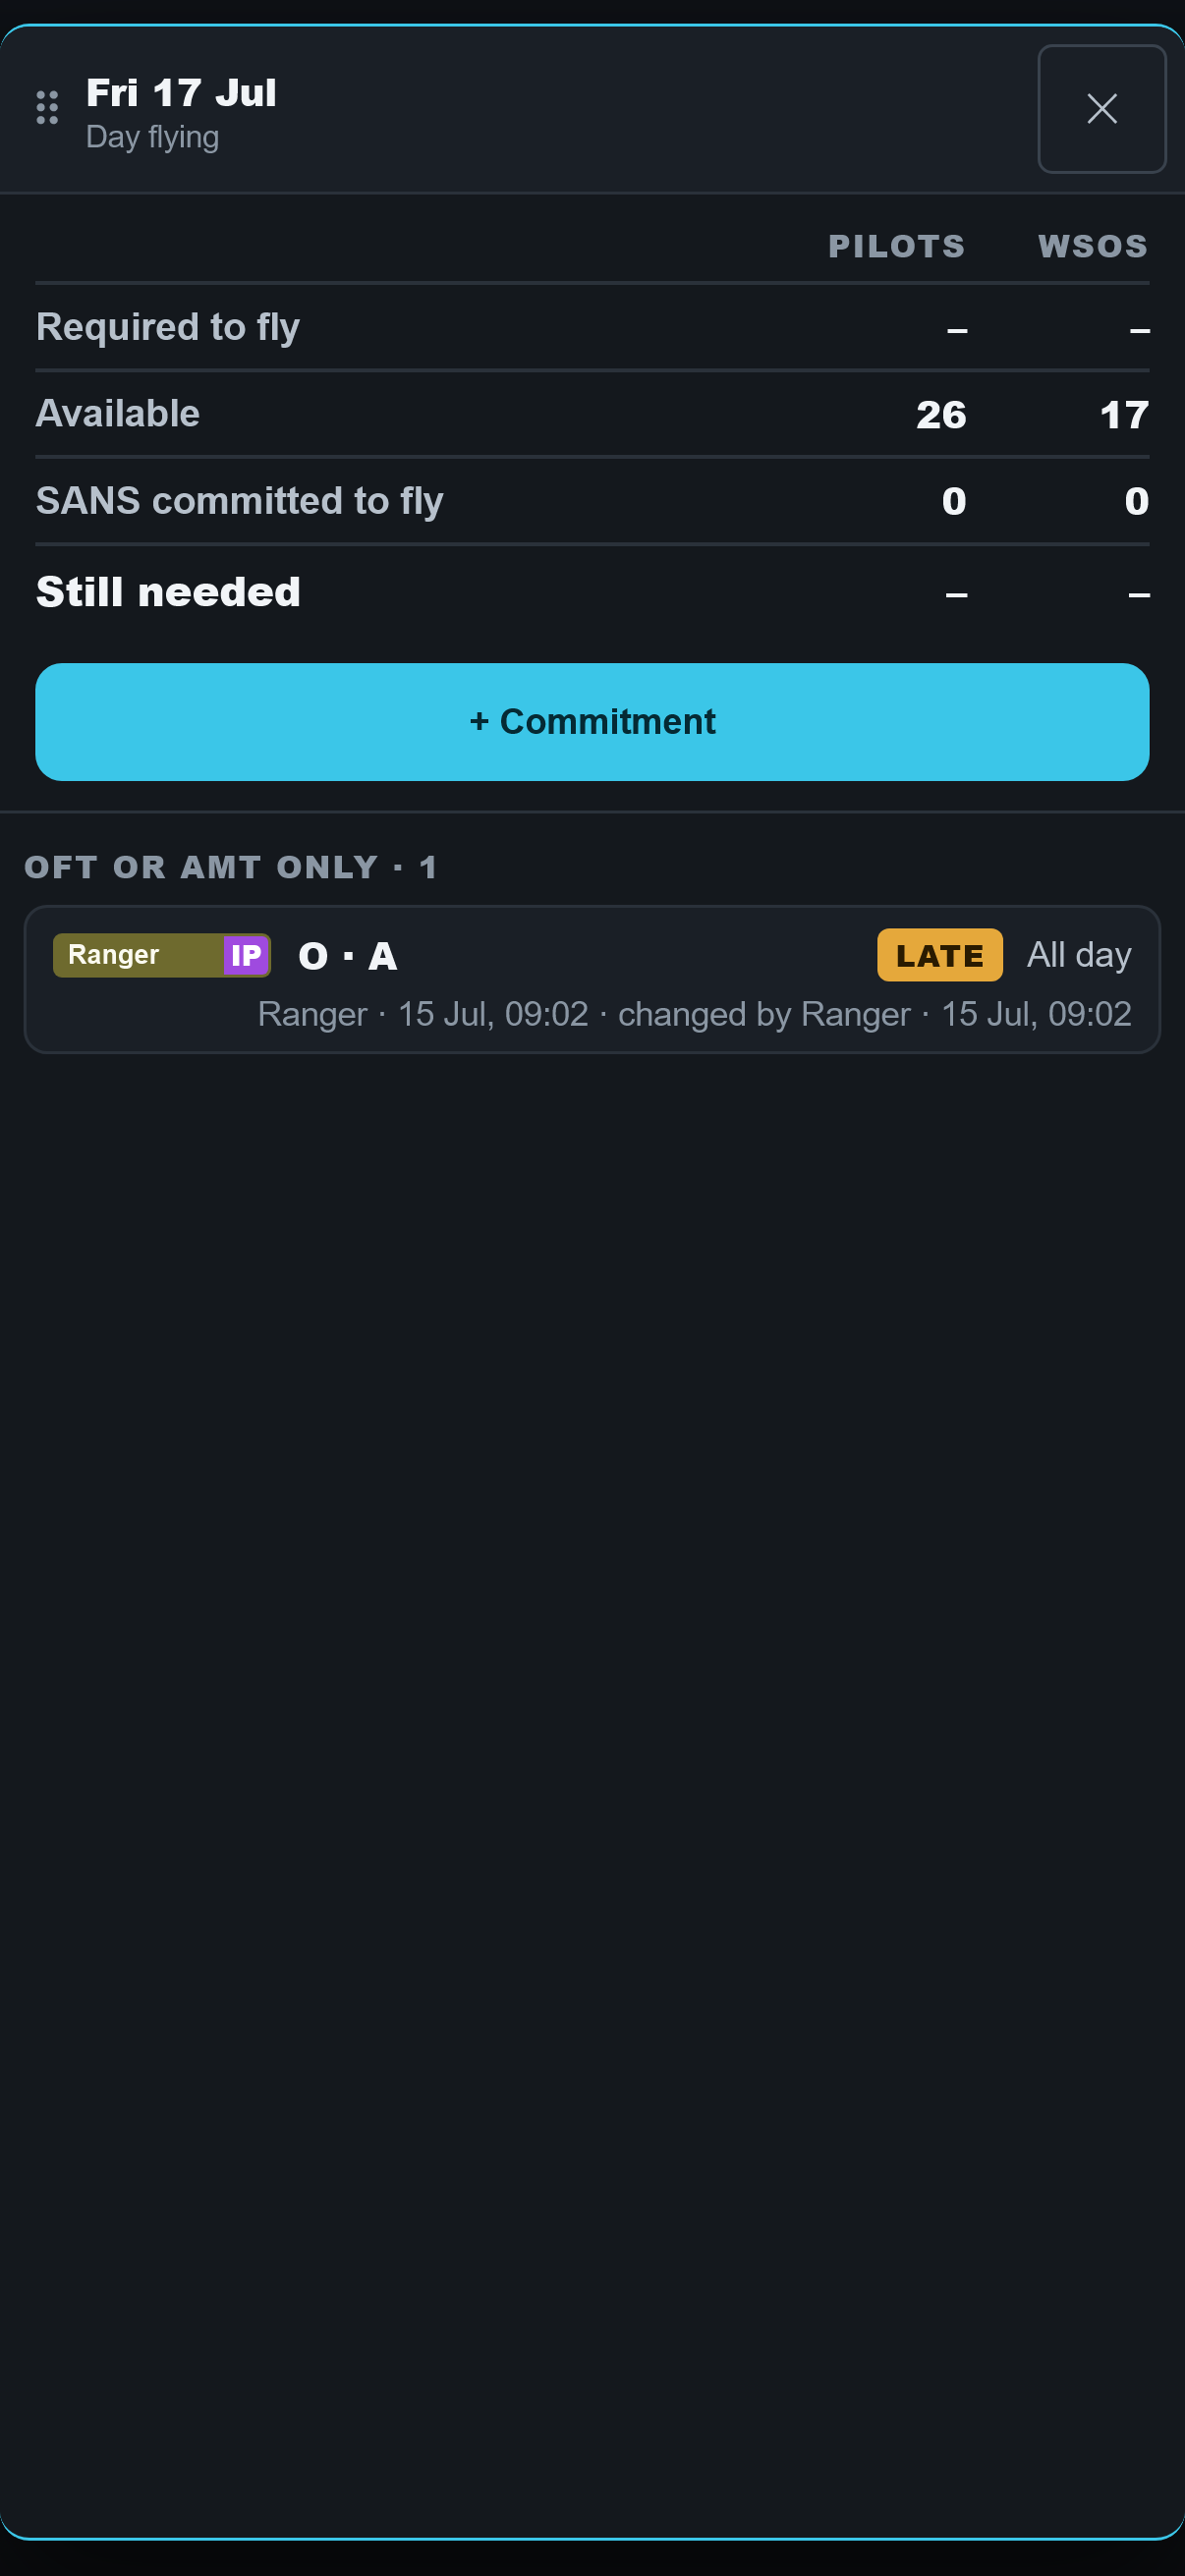 Fri 17 Jul
Day flying
PILOTS WSOS
Required to fly – –
Available 26 17
SANS committed to fly 0 0
Still needed – –
+ Commitment
OFT OR AMT ONLY · 1
Ranger IP O · A LATE All day
Ranger · 15 Jul, 09:02 · changed by Ranger · 15 Jul, 09:02